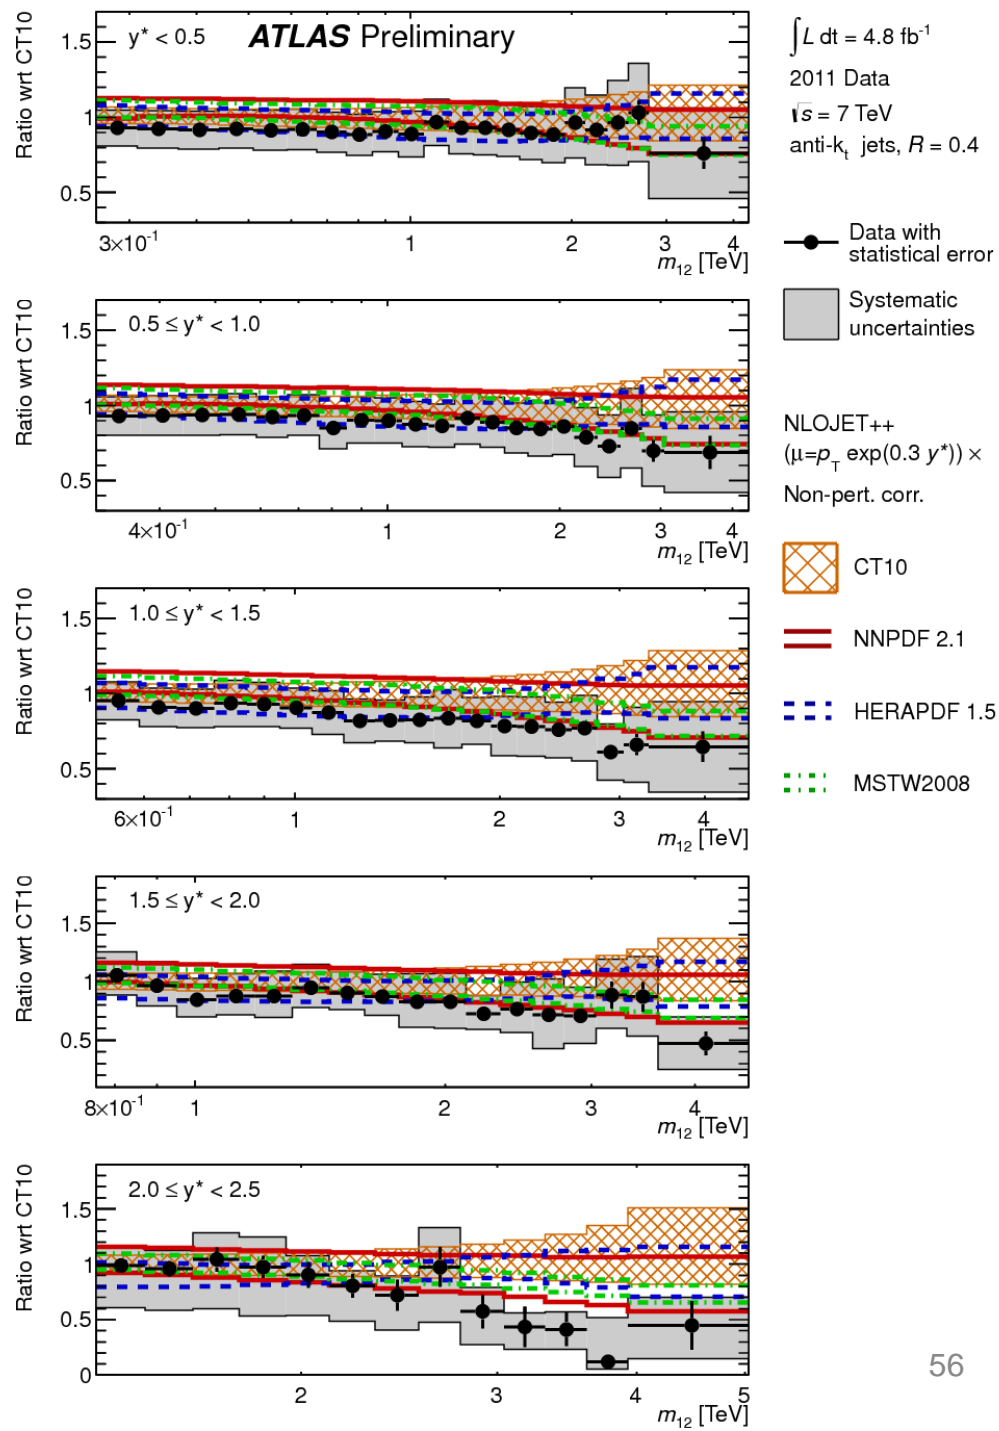 Ratio wrt CT10
1.5
1
0.5
y* < 0.5
ATLAS Preliminary
3×10⁻¹
1
2
3
4
m₁₂ [TeV]
Ratio wrt CT10
1.5
1
0.5
0.5 ≤ y* < 1.0
4×10⁻¹
1
2
3
4
m₁₂ [TeV]
Ratio wrt CT10
1.5
1
0.5
1.0 ≤ y* < 1.5
6×10⁻¹
1
2
3
4
m₁₂ [TeV]
Ratio wrt CT10
1.5
1
0.5
1.5 ≤ y* < 2.0
8×10⁻¹
1
2
3
4
m₁₂ [TeV]
Ratio wrt CT10
1.5
1
0.5
0
2.0 ≤ y* < 2.5
2
3
4
5
m₁₂ [TeV]
∫L dt = 4.8 fb⁻¹
2011 Data
√s = 7 TeV
anti-kₜ jets, R = 0.4
Data with
statistical error
Systematic
uncertainties
NLOJET++
(μ=p_T exp(0.3 y*)) ×
Non-pert. corr.
CT10
NNPDF 2.1
HERAPDF 1.5
MSTW2008
56